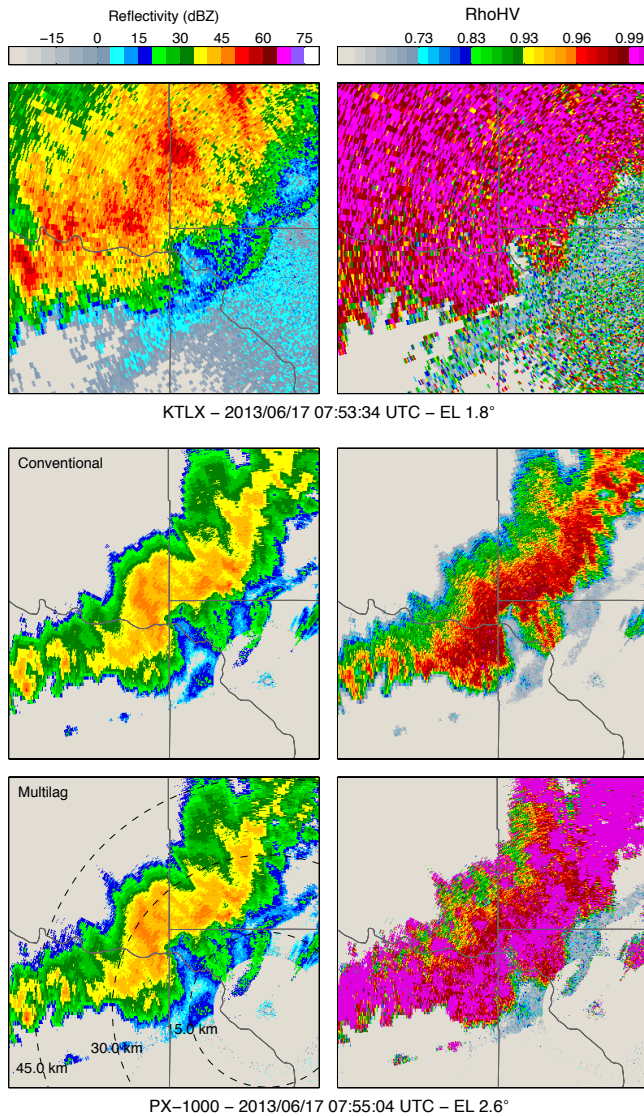 Reflectivity (dBZ) RhoHV
−15 0 15 30 45 60 75 0.73 0.83 0.93 0.96 0.99
KTLX − 2013/06/17 07:53:34 UTC − EL 1.8°
Conventional
Multilag
15.0 km
30.0 km
45.0 km
PX−1000 − 2013/06/17 07:55:04 UTC − EL 2.6°